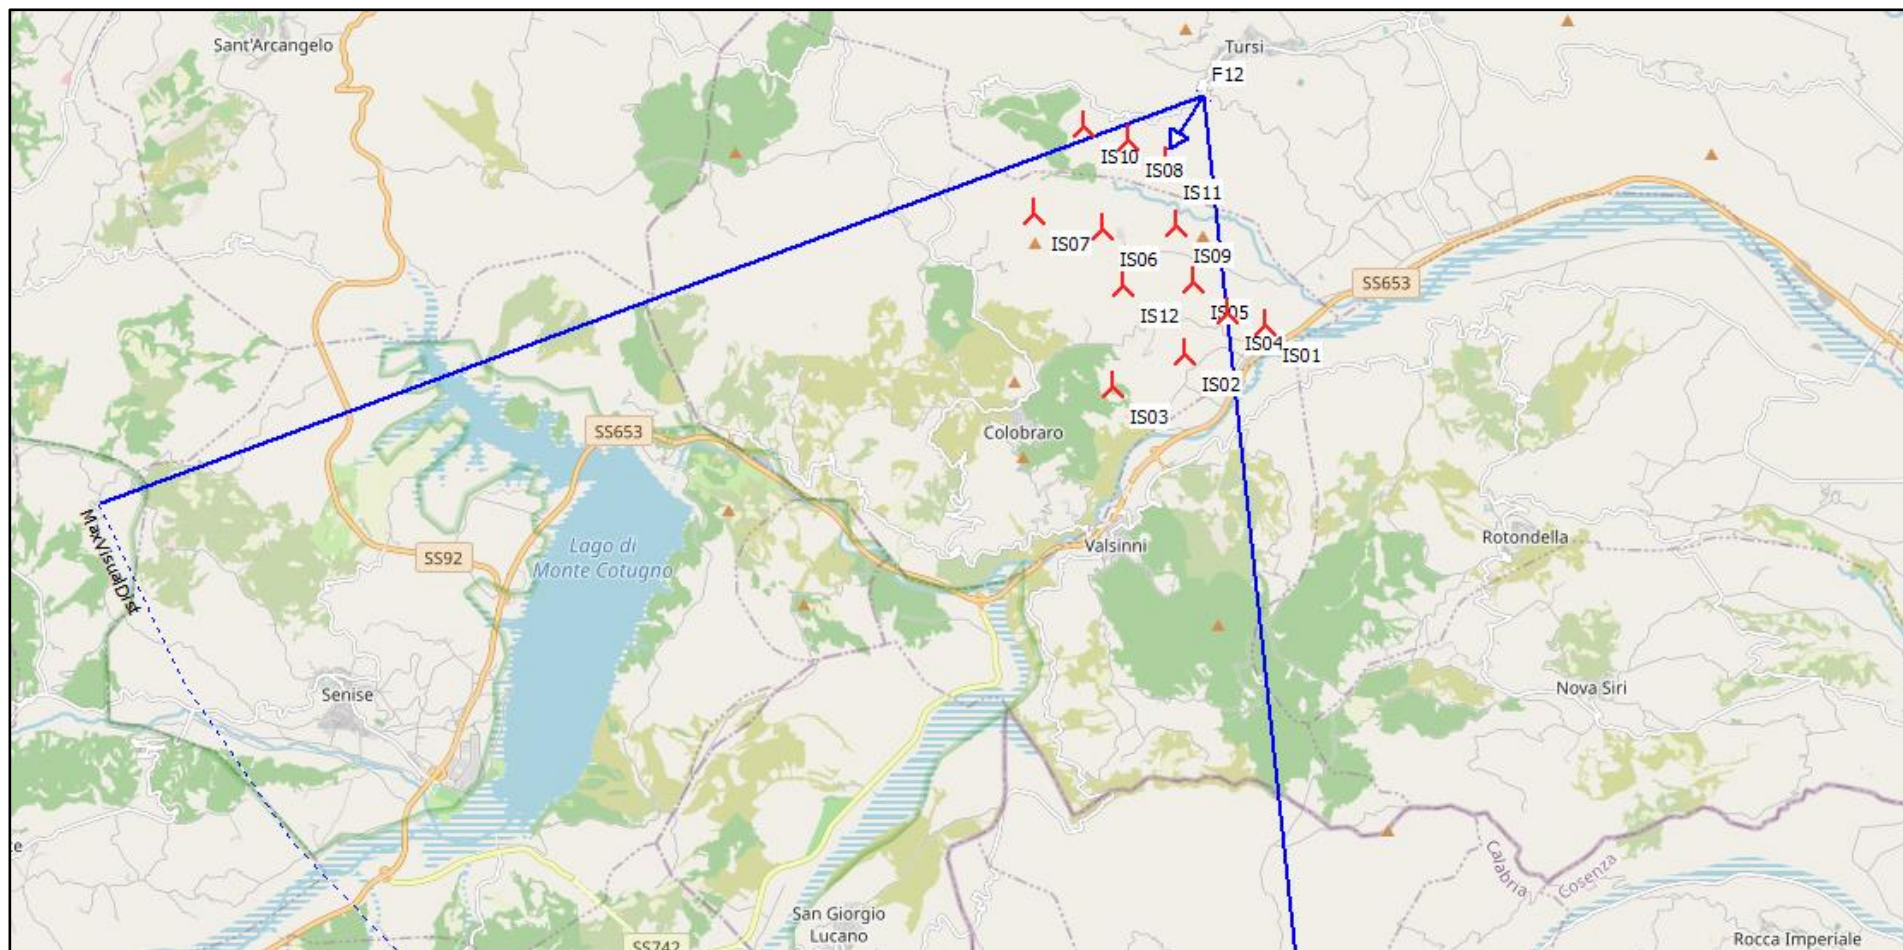 Sant'Arcangelo
Tursi
F12
IS10
IS08
IS11
IS07
IS06
IS09
SS653
IS12
IS05
IS04
IS01
IS02
IS03
SS653
Colobraro
MaxVisualDist
SS92
Lago di
Monte Cotugno
Valsinni
Rotondella
Senise
Nova Siri
Calabria
Cosenza
San Giorgio
Lucano
SS742
Rocca Imperiale